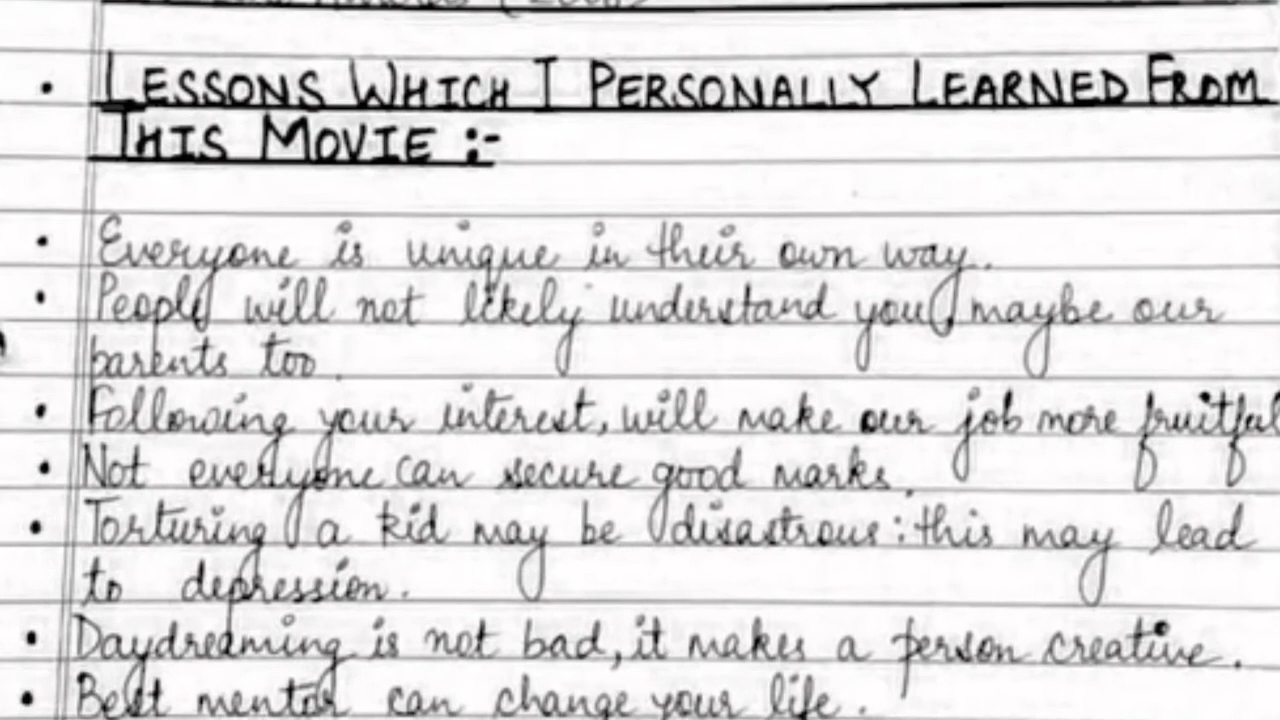 • LESSONS WHICH I PERSONALLY LEARNED FROM
THIS MOVIE :-
• Everyone is unique in their own way.
• People will not likely understand you, maybe our
parents too.
• Following your interest, will make our job more fruitful
• Not everyone can secure good marks.
• Torturing a kid may be disastrous: this may lead
to depression.
• Daydreaming is not bad, it makes a person creative.
• Best mentor can change your life.